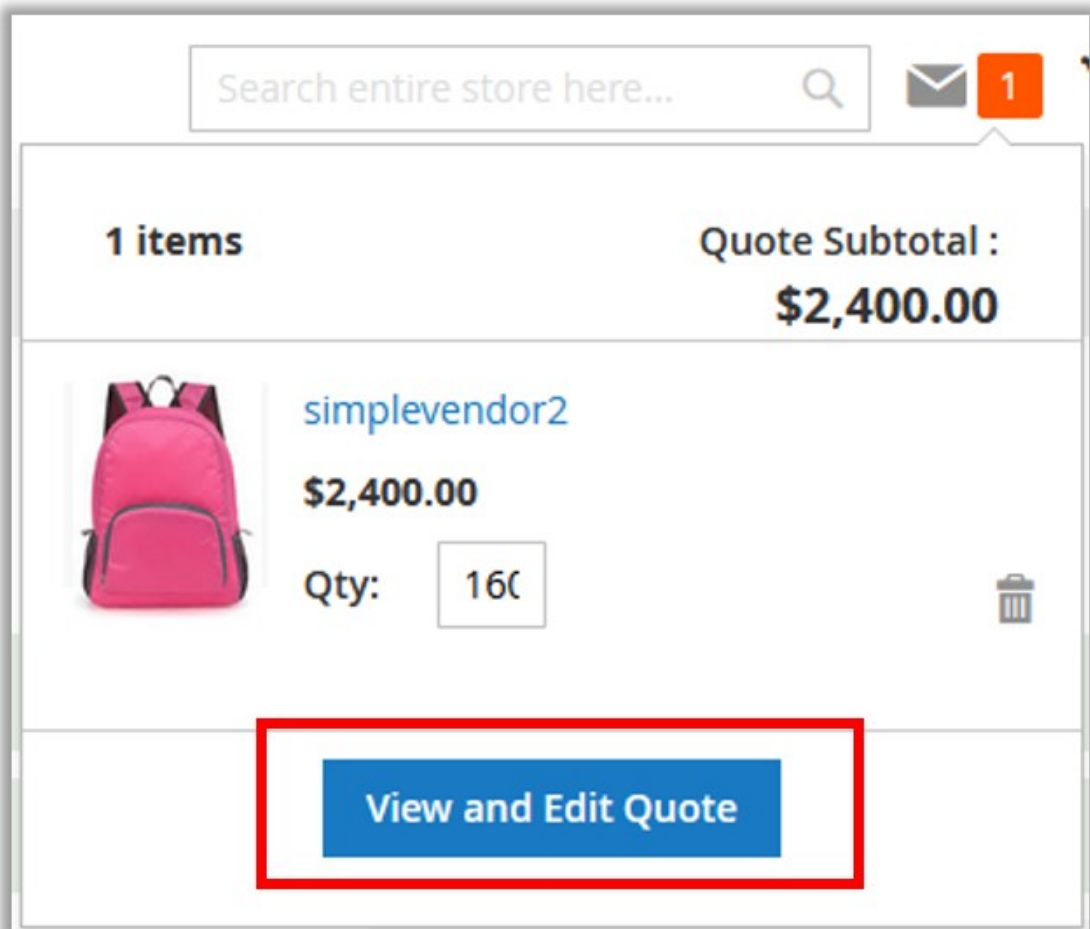 Search entire store here...
1
1 items
Quote Subtotal :
$2,400.00
simplevendor2
$2,400.00
Qty:
View and Edit Quote